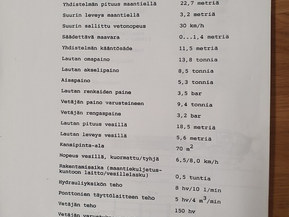 Yhdistelmän pituus maantiellä 22,7 metriä
Suurin leveys maantiellä 3,2 metriä
Suurin sallittu vetonopeus 30 km/h
Säädettävä maavara 0...1,4 metriä
Yhdistelmän kääntösäde 11,5 metriä
Lautan omapaino 13,8 tonnia
Lautan akselipaino 8,5 tonnia
Aisapaino 5,3 tonnia
Lautan renkaiden paine 3,5 bar
Vetäjän paino varusteineen 9,4 tonnia
Vetäjän rengaspaine 3,2 bar
Lautan pituus vesillä 18,5 metriä
Lautan leveys vesillä 5,6 metriä
Kansipinta-ala 70 m²
Nopeus vesillä, kuormattu/tyhjä 6,5/8,0 km/h
Rakentamisaika (maantiekuljetus-
kuntoon laitto/vesillelasku) 0,5 tuntia
Hydrauliyksikön teho 8 hv/10 l/min
Ponttonien täyttölaitteen teho 5 hv/4 m³/min
Vetäjän teho 150 hv
Vetäjän